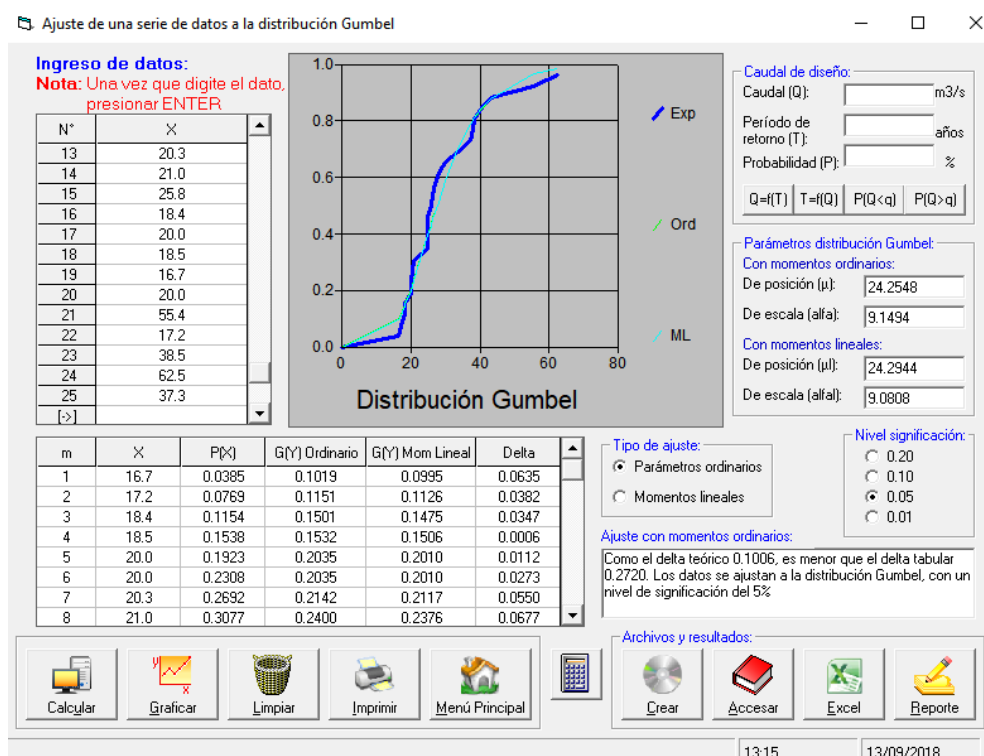 Ajuste de una serie de datos a la distribución Gumbel
Ingreso de datos:
Nota: Una vez que digite el dato,
presionar ENTER
N° X
13 20.3
14 21.0
15 25.8
16 18.4
17 20.0
18 18.5
19 16.7
20 20.0
21 55.4
22 17.2
23 38.5
24 62.5
25 37.3
[->]
1.0
0.8
0.6
0.4
0.2
0.0
0 20 40 60 80
Exp
Ord
ML
Distribución Gumbel
Caudal de diseño:
Caudal (Q): m3/s
Período de
retorno (T): años
Probabilidad (P): %
Q=f(T) T=f(Q) P(Q<q) P(Q>q)
Parámetros distribución Gumbel:
Con momentos ordinarios:
De posición (µ): 24.2548
De escala (alfa): 9.1494
Con momentos lineales:
De posición (µl): 24.2944
De escala (alfal): 9.0808
m X P(X) G(Y) Ordinario G(Y) Mom Lineal Delta
1 16.7 0.0385 0.1019 0.0995 0.0635
2 17.2 0.0769 0.1151 0.1126 0.0382
3 18.4 0.1154 0.1501 0.1475 0.0347
4 18.5 0.1538 0.1532 0.1506 0.0006
5 20.0 0.1923 0.2035 0.2010 0.0112
6 20.0 0.2308 0.2035 0.2010 0.0273
7 20.3 0.2692 0.2142 0.2117 0.0550
8 21.0 0.3077 0.2400 0.2376 0.0677
Tipo de ajuste:
Parámetros ordinarios
Momentos lineales
Nivel significación:
0.20
0.10
0.05
0.01
Ajuste con momentos ordinarios:
Como el delta teórico 0.1006, es menor que el delta tabular
0.2720. Los datos se ajustan a la distribución Gumbel, con un
nivel de significación del 5%
Calcular
Graficar
Limpiar
Imprimir
Menú Principal
Archivos y resultados:
Crear
Accesar
Excel
Reporte
13:15 13/09/2018